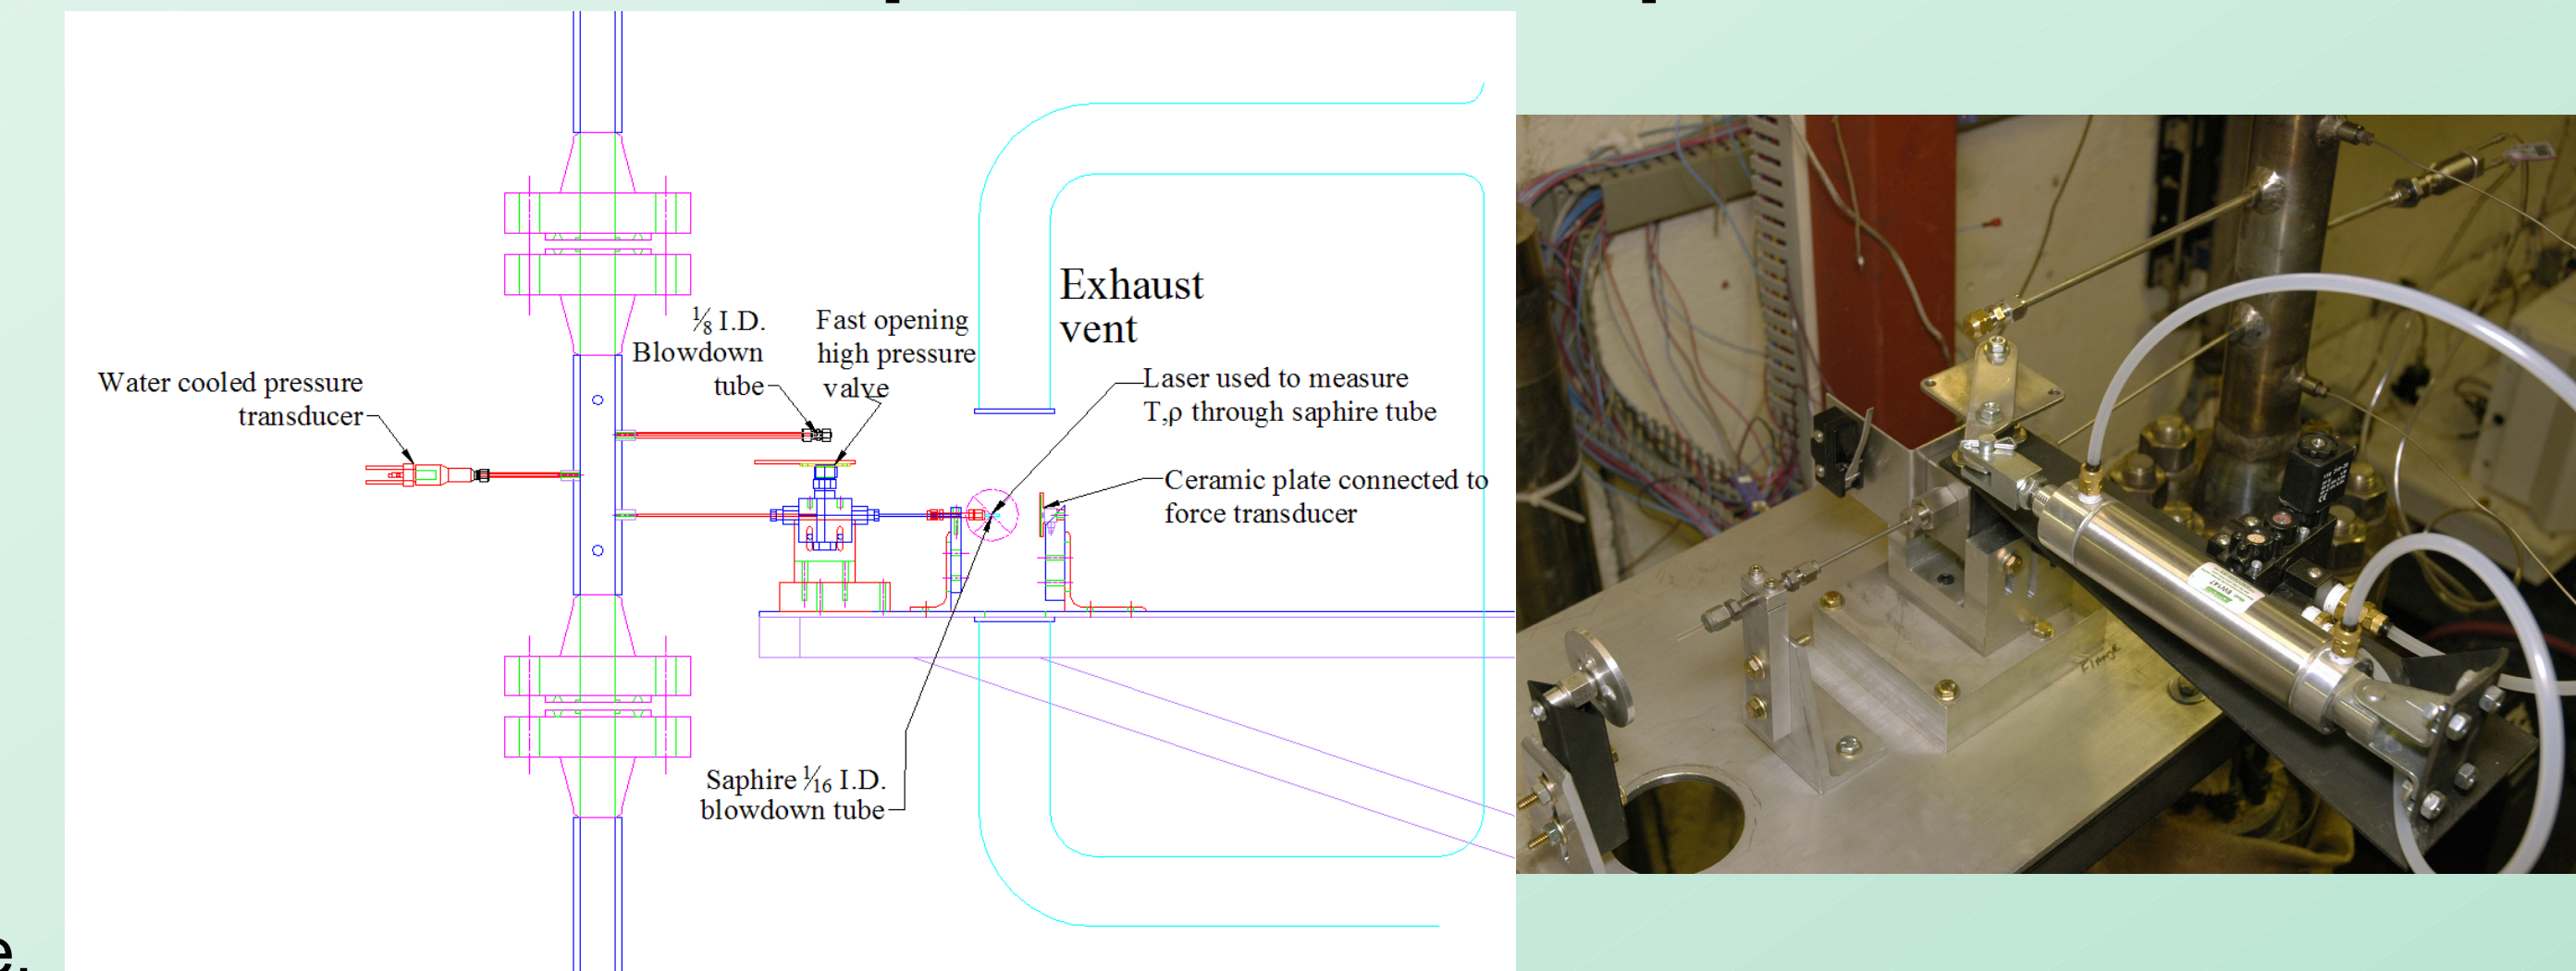 Exhaust
vent
⅛ I.D.
Blowdown
tube
Fast opening
high pressure
valve
Water cooled pressure
transducer
Laser used to measure
T,ρ through saphire tube
Ceramic plate connected to
force transducer
Saphire 1⁄16 I.D.
blowdown tube
Flange
e.